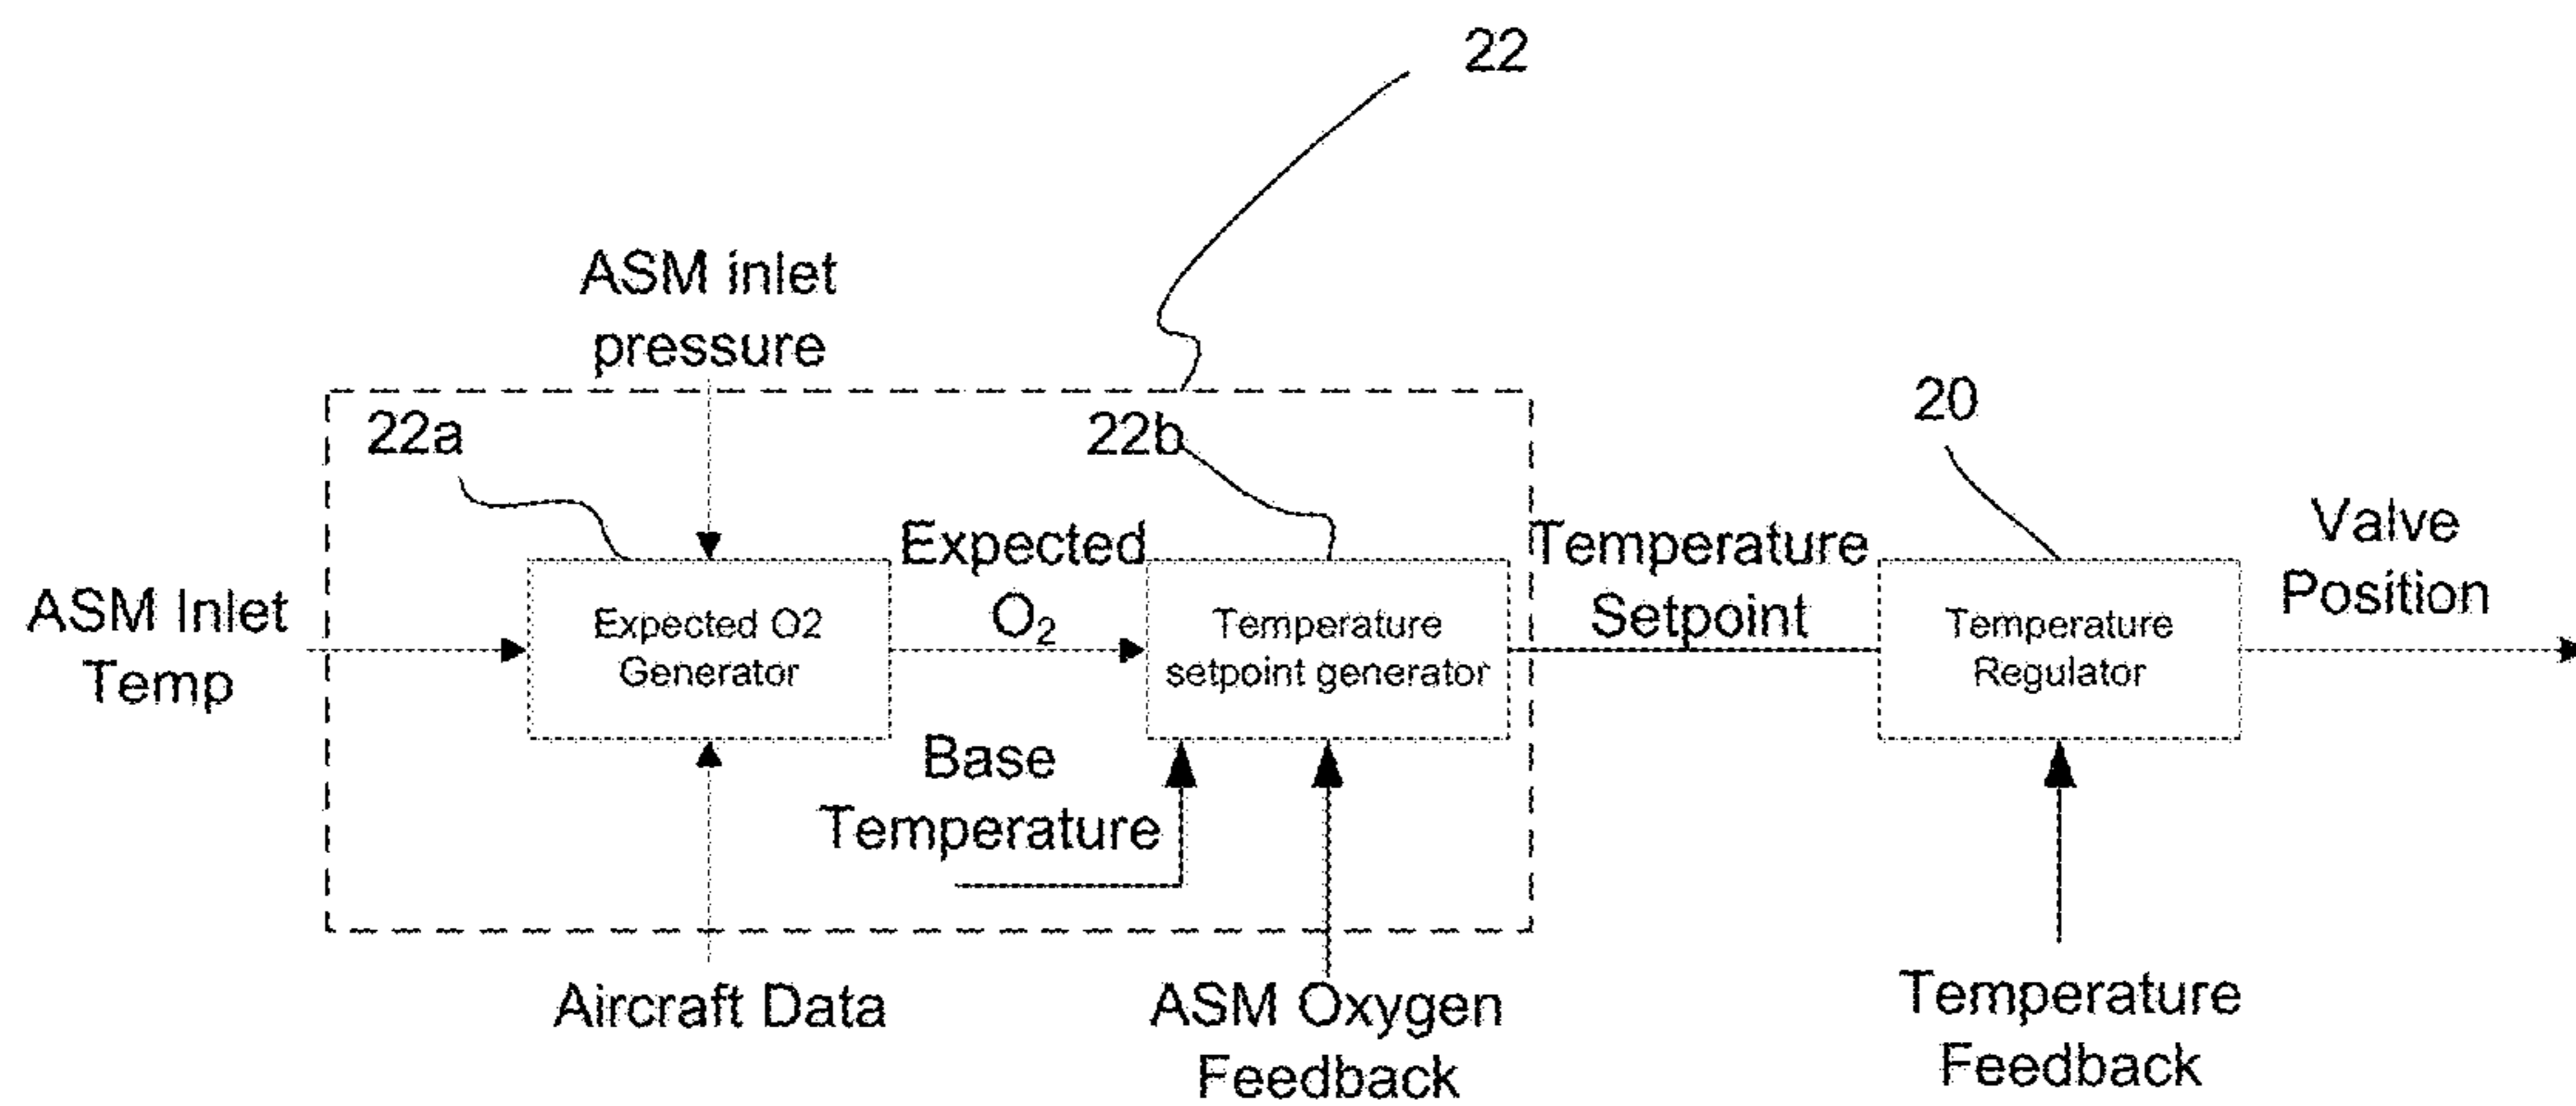 22
ASM inlet
pressure
22a
22b
20
Expected
O₂
Temperature
Setpoint
Valve
Position
ASM Inlet
Temp
Expected O2
Generator
Temperature
setpoint generator
Temperature
Regulator
Base
Temperature
Aircraft Data
ASM Oxygen
Feedback
Temperature
Feedback